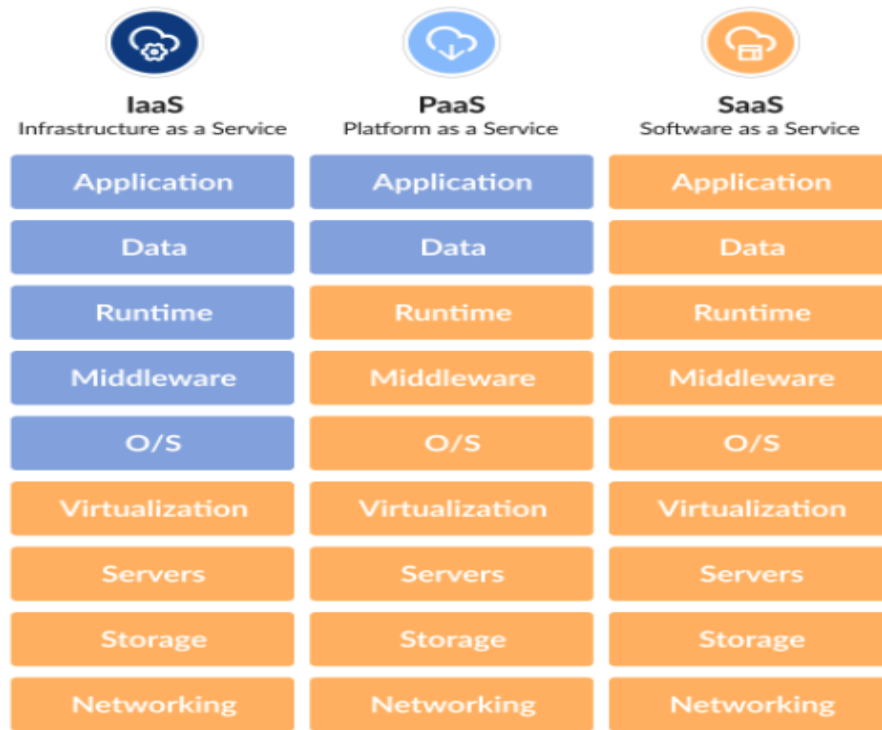 IaaS
Infrastructure as a Service
Application
Data
Runtime
Middleware
O/S
Virtualization
Servers
Storage
Networking
PaaS
Platform as a Service
Application
Data
Runtime
Middleware
O/S
Virtualization
Servers
Storage
Networking
SaaS
Software as a Service
Application
Data
Runtime
Middleware
O/S
Virtualization
Servers
Storage
Networking